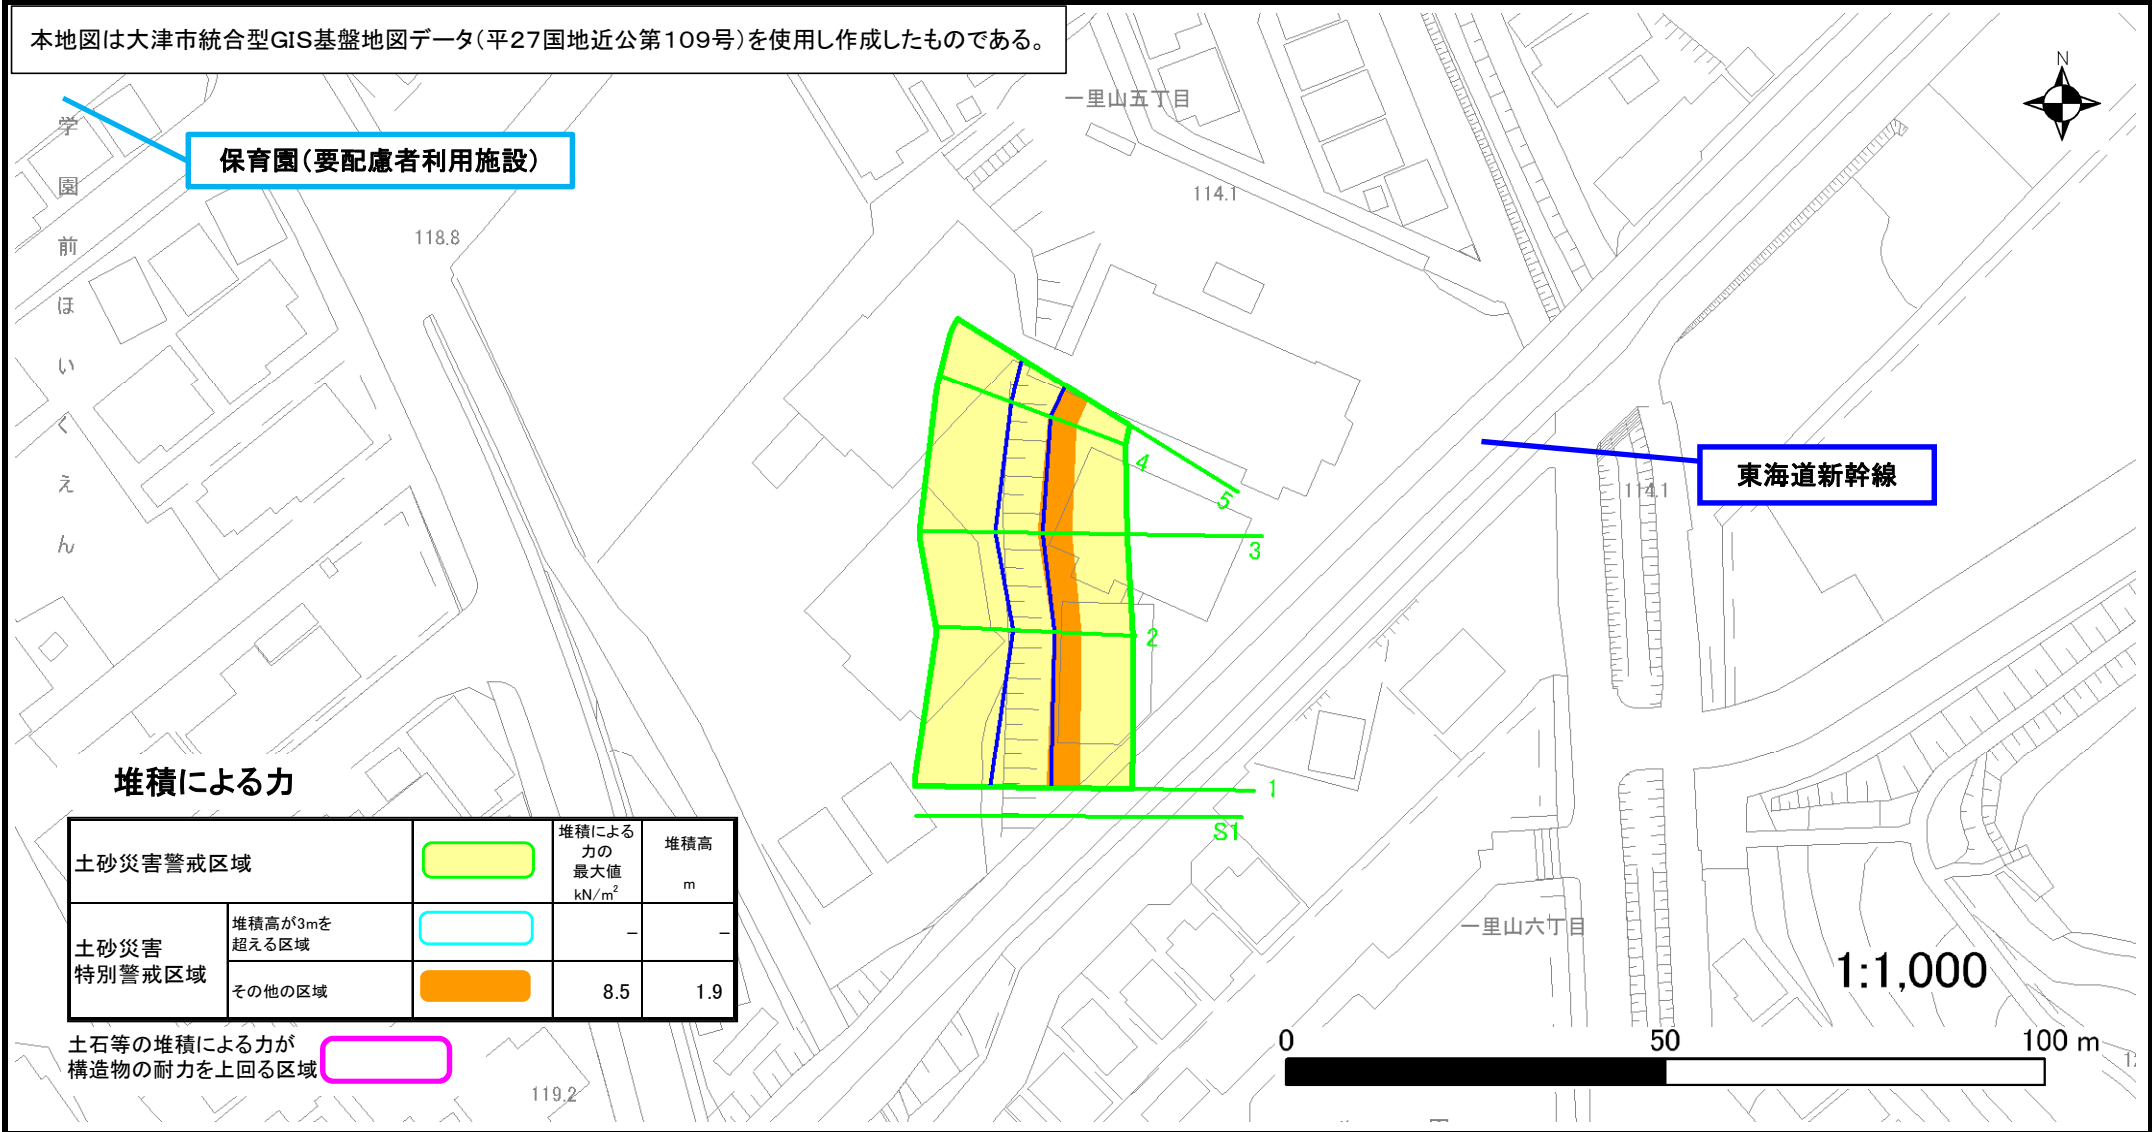 本地図は大津市統合型GIS基盤地図データ(平27国地近公第109号)を使用し作成したものである。
N
一里山五丁目
保育園(要配慮者利用施設)
学園前ほいくえん
114.1
118.8
東海道新幹線
114.1
4
5
3
2
1
S1
堆積による力
土砂災害警戒区域
堆積による
力の
最大値
kN/m²
堆積高
m
土砂災害
特別警戒区域
堆積高が3mを
超える区域
-
-
その他の区域
8.5
1.9
土石等の堆積による力が
構造物の耐力を上回る区域
119.2
一里山六丁目
1:1,000
0
50
100 m